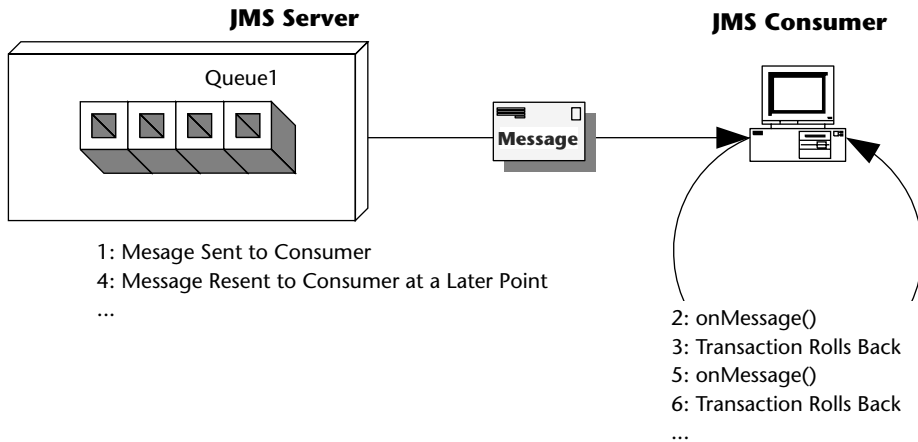 JMS Server
JMS Consumer
Queue1
Message
1: Mesage Sent to Consumer
4: Message Resent to Consumer at a Later Point
...
2: onMessage()
3: Transaction Rolls Back
5: onMessage()
6: Transaction Rolls Back
...